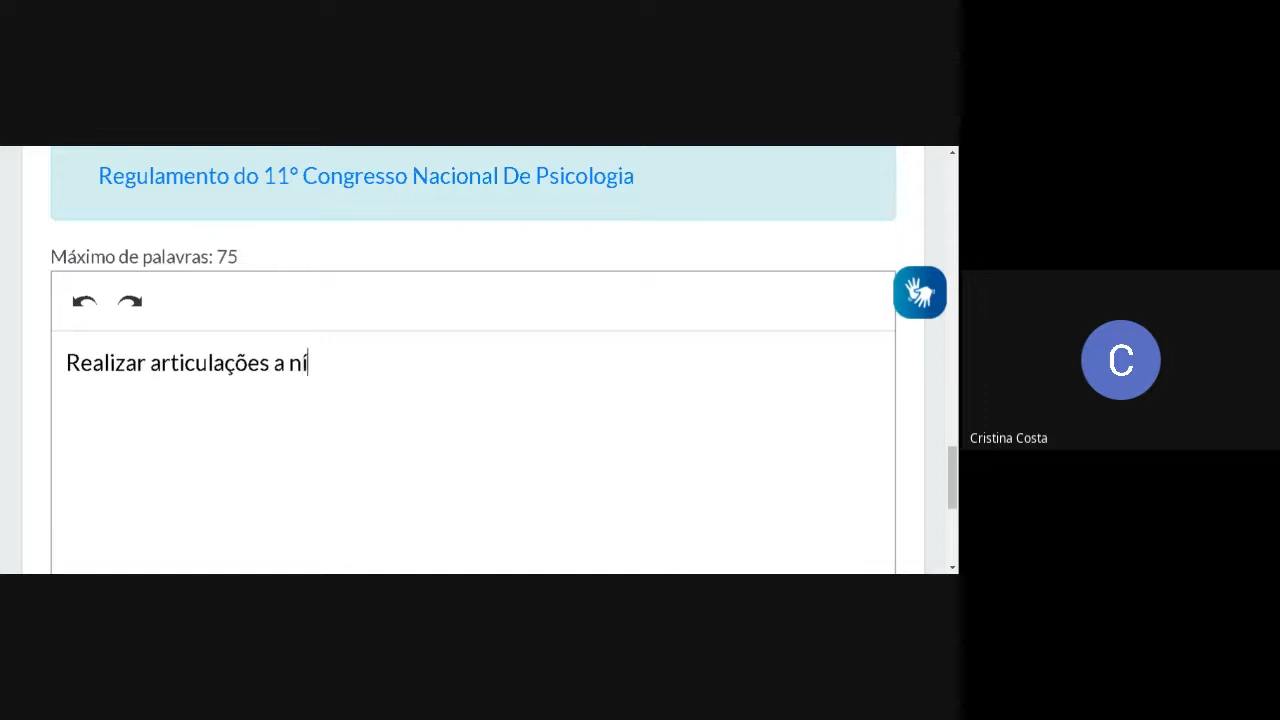 Regulamento do 11º Congresso Nacional De Psicologia
Máximo de palavras: 75
Realizar articulações a ní
C
Cristina Costa